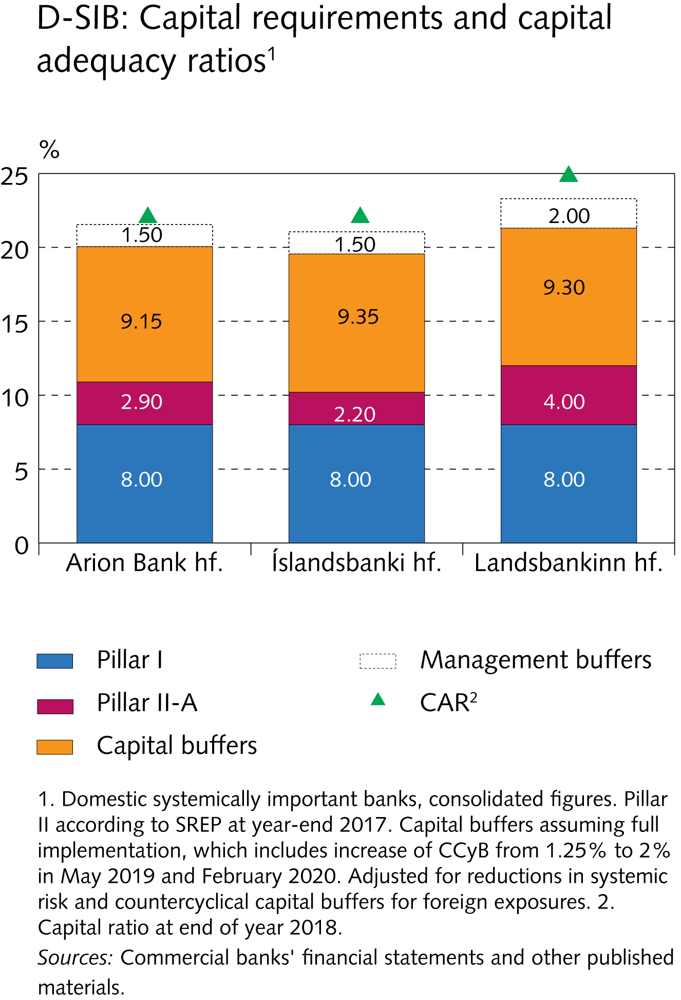 D-SIB: Capital requirements and capital
adequacy ratios¹
%
25
20
15
10
5
0
1.50
9.15
2.90
8.00
1.50
9.35
2.20
8.00
2.00
9.30
4.00
8.00
Arion Bank hf.
Íslandsbanki hf.
Landsbankinn hf.
Pillar I
Pillar II-A
Capital buffers
Management buffers
CAR²
1. Domestic systemically important banks, consolidated figures. Pillar
II according to SREP at year-end 2017. Capital buffers assuming full
implementation, which includes increase of CCyB from 1.25% to 2%
in May 2019 and February 2020. Adjusted for reductions in systemic
risk and countercyclical capital buffers for foreign exposures. 2.
Capital ratio at end of year 2018.
Sources: Commercial banks' financial statements and other published
materials.